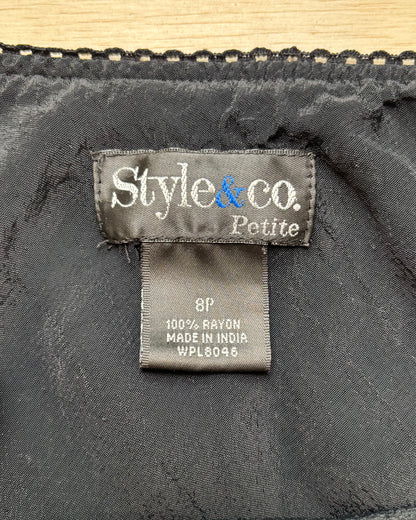 Style&co.
Petite
8P
100% RAYON
MADE IN INDIA
WPL8046